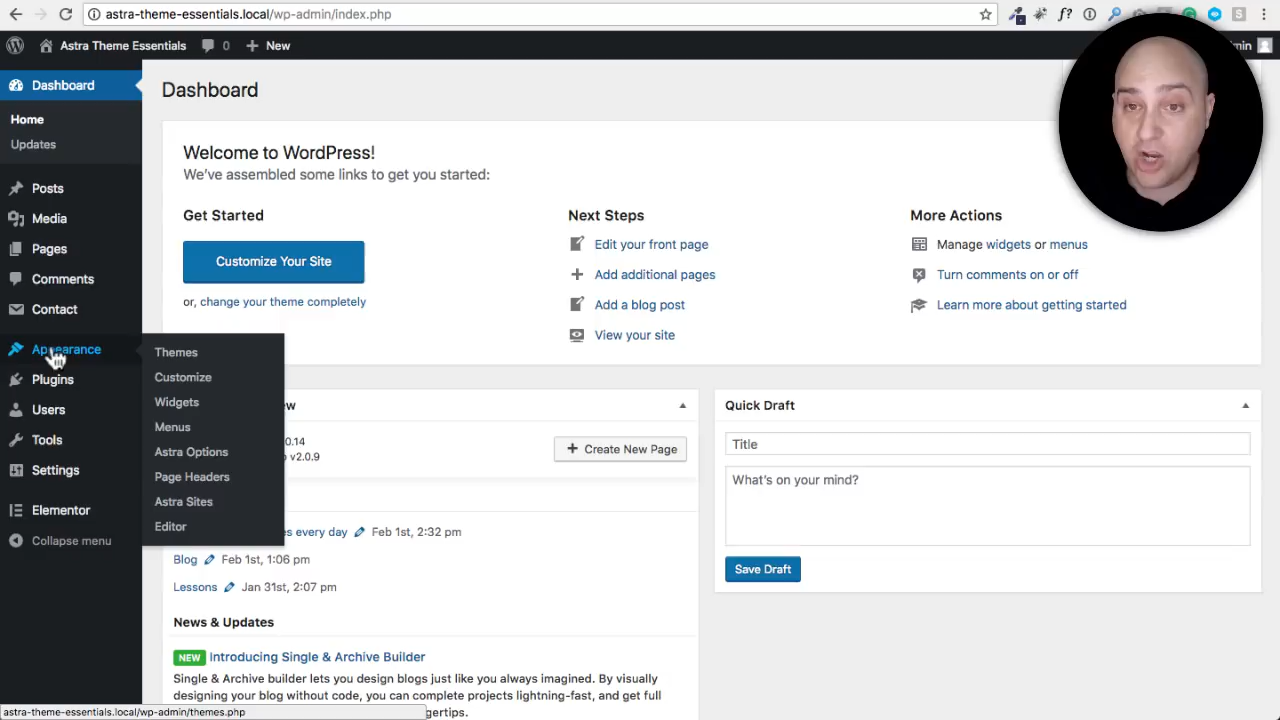 astra-theme-essentials.local/wp-admin/index.php
Astra Theme Essentials 0 New
Dashboard
Home
Updates
Posts
Media
Pages
Comments
Contact
Appearance
Plugins
Users
Tools
Settings
Elementor
Collapse menu
Themes
Customize
Widgets
Menus
Astra Options
Page Headers
Astra Sites
Editor
Dashboard
Welcome to WordPress!
We've assembled some links to get you started:
Get Started
Customize Your Site
or, change your theme completely
Next Steps
Edit your front page
Add additional pages
Add a blog post
View your site
More Actions
Manage widgets or menus
Turn comments on or off
Learn more about getting started
0.14
v2.0.9
Create New Page
every day Feb 1st, 2:32 pm
Blog Feb 1st, 1:06 pm
Lessons Jan 31st, 2:07 pm
News & Updates
NEW Introducing Single & Archive Builder
Single & Archive builder lets you design blogs just like you always imagined. By visually
designing your blog without code, you can complete projects lightning-fast, and get full
Quick Draft
Title
What's on your mind?
Save Draft
astra-theme-essentials.local/wp-admin/themes.php